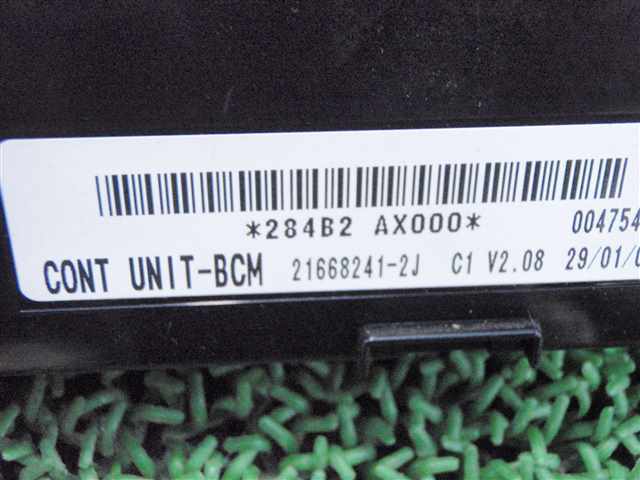 *284B2 AX000* 004754
CONT UNIT-BCM 21668241-2J C1 V2.08 29/01/0